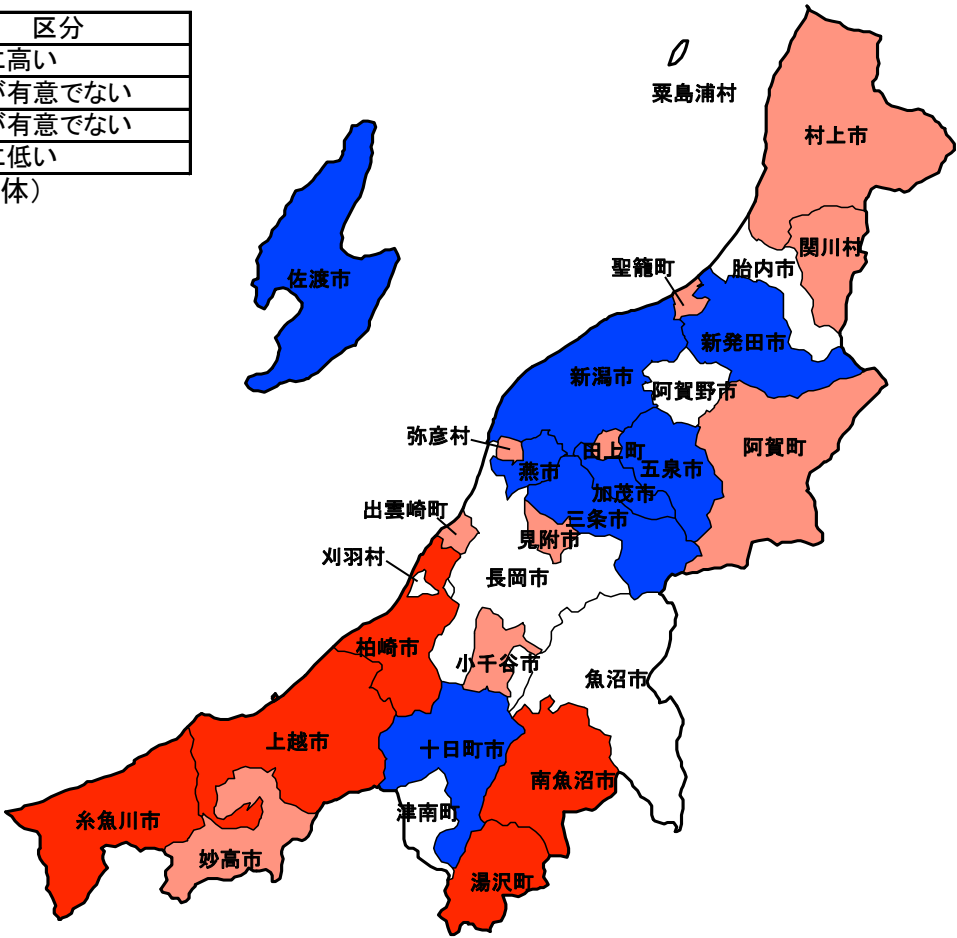 区分
に高い
が有意でない
が有意でない
に低い
体）
粟島浦村
村上市
関川村
胎内市
聖籠町
佐渡市
新発田市
新潟市
阿賀野市
弥彦村
田上町
阿賀町
燕市
五泉市
加茂市
出雲崎町
三条市
見附市
刈羽村
長岡市
柏崎市
小千谷市
魚沼市
上越市
十日町市
南魚沼市
津南町
糸魚川市
妙高市
湯沢町